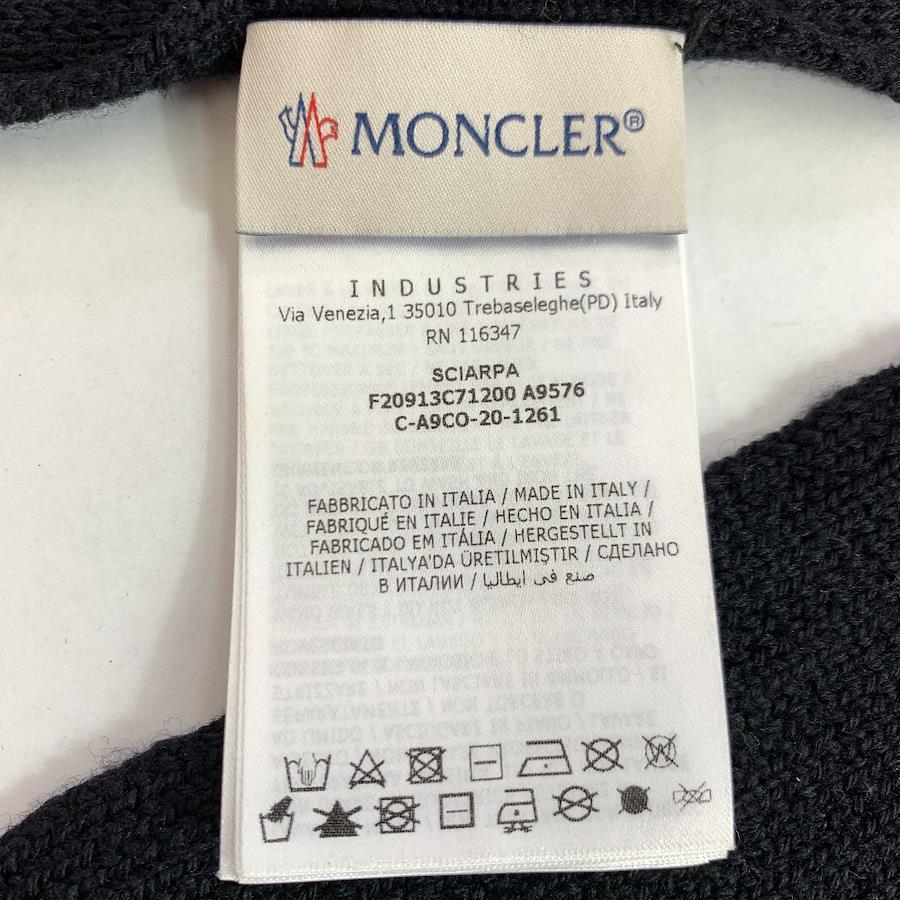 MONCLER®
INDUSTRIES
Via Venezia,1 35010 Trebaseleghe(PD) Italy
RN 116347
SCIARPA
F20913C71200 A9576
C-A9CO-20-1261
FABBRICATO IN ITALIA / MADE IN ITALY /
FABRIQUÉ EN ITALIE / HECHO EN ITALIA /
FABRICADO EM ITÁLIA / HERGESTELLT IN
ITALIEN / ITALYA'DA ÜRETILMIŞTIR / СДЕЛАНО
В ИТАЛИИ / صنع في ايطاليا